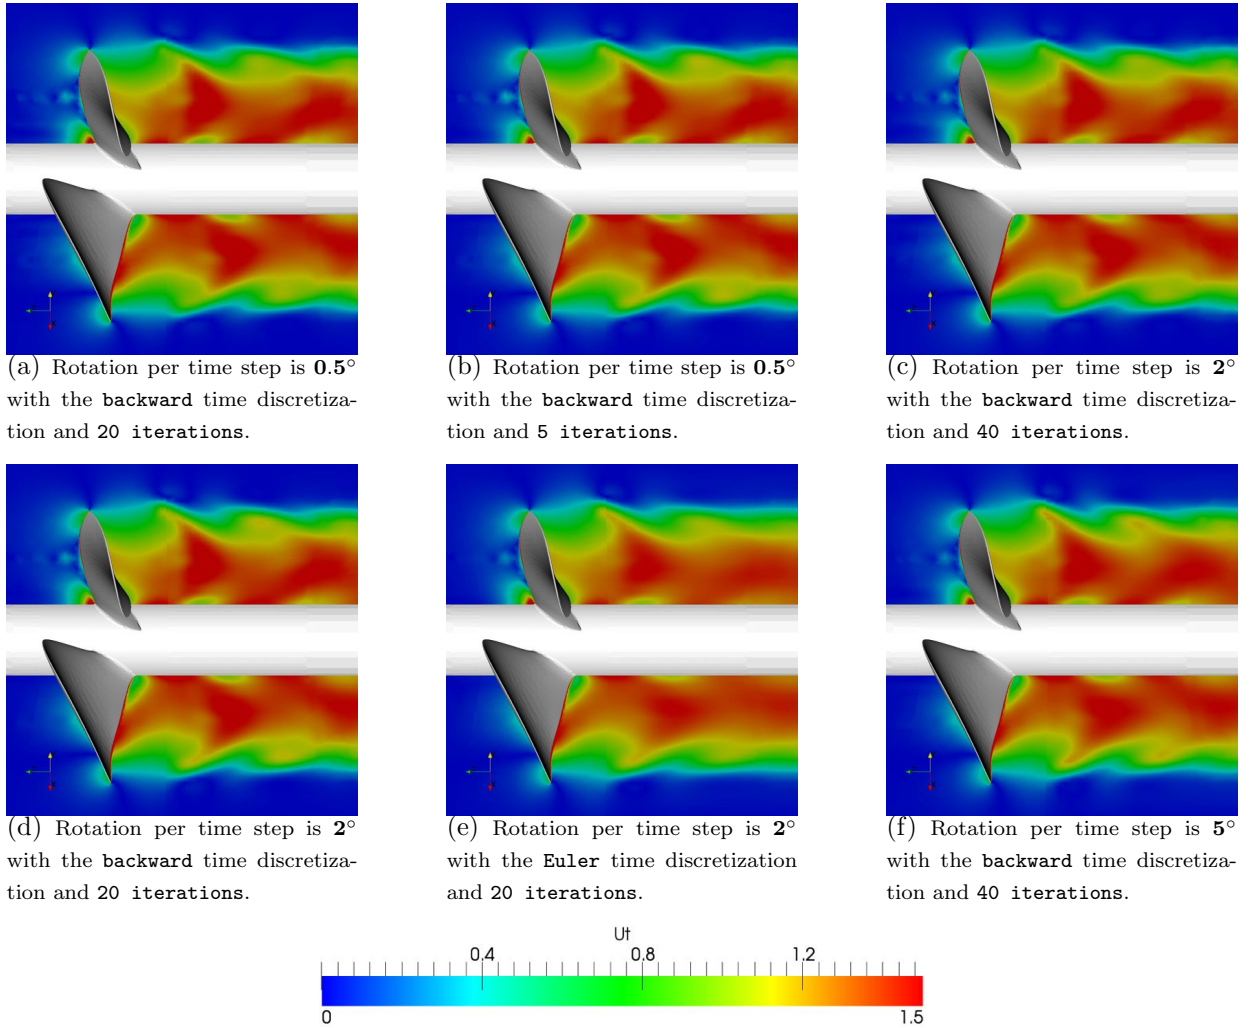 (a) Rotation per time step is 0.5°
with the backward time discretiza-
tion and 20 iterations.
(b) Rotation per time step is 0.5°
with the backward time discretiza-
tion and 5 iterations.
(c) Rotation per time step is 2°
with the backward time discretiza-
tion and 40 iterations.
(d) Rotation per time step is 2°
with the backward time discretiza-
tion and 20 iterations.
(e) Rotation per time step is 2°
with the Euler time discretization
and 20 iterations.
(f) Rotation per time step is 5°
with the backward time discretiza-
tion and 40 iterations.
Ut
0.4 0.8 1.2
0 1.5